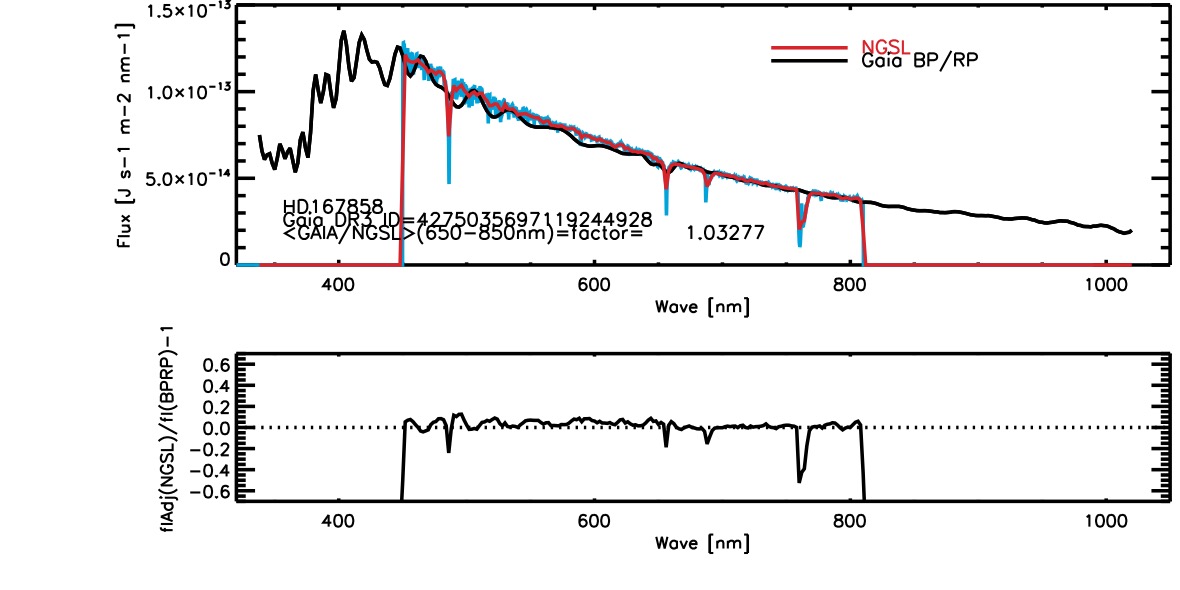 1.5×10−13
1.0×10−13
5.0×10−14
0
Flux [J s−1 m−2 nm−1]
NGSL
Gaia BP/RP
HD167858
Gaia DR3 ID=4275035697119244928
<GAIA/NGSL>(650−850nm)=factor= 1.03277
400 600 800 1000
Wave [nm]
flAdj(NGSL)/fl(BPRP)−1
0.6
0.4
0.2
0.0
−0.2
−0.4
−0.6
400 600 800 1000
Wave [nm]